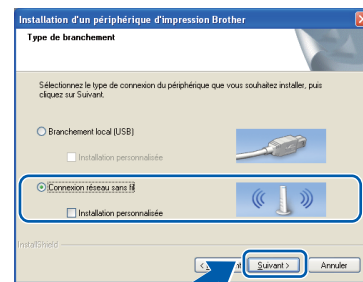 Installation d'un périphérique d'impression Brother
Type de branchement
Sélectionnez le type de connexion du périphérique que vous souhaitez installer, puis
cliquez sur Suivant.
Branchement local (USB)
Installation personnalisée
Connexion réseau sans fil
Installation personnalisée
InstallShield
Suivant >
Annuler